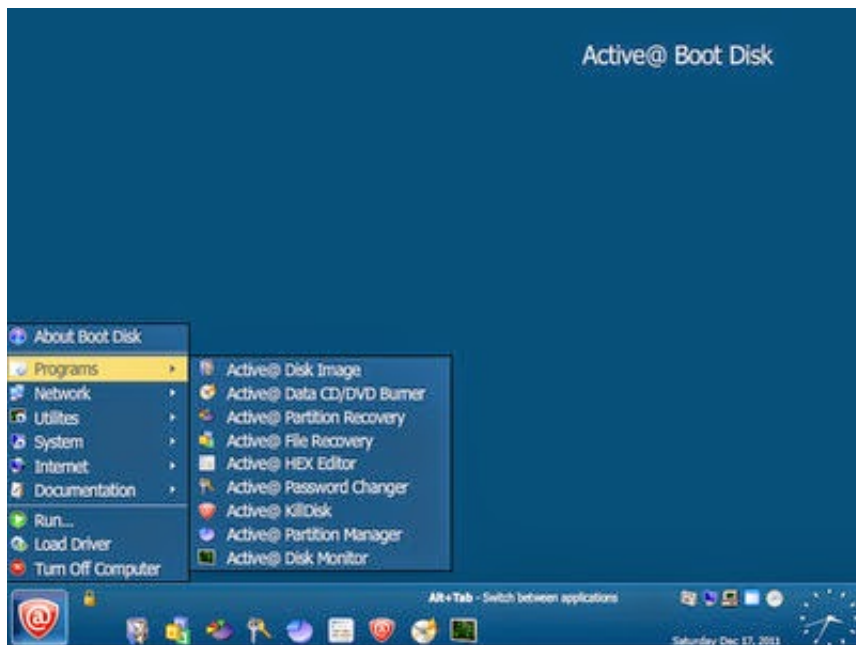 Active@ Boot Disk
About Boot Disk
Programs
Network
Utilites
System
Internet
Documentation
Run...
Load Driver
Turn Off Computer
Active@ Disk Image
Active@ Data CD/DVD Burner
Active@ Partition Recovery
Active@ File Recovery
Active@ HEX Editor
Active@ Password Changer
Active@ KillDisk
Active@ Partition Manager
Active@ Disk Monitor
Alt+Tab - Switch between applications
Saturday Dec 17, 2011